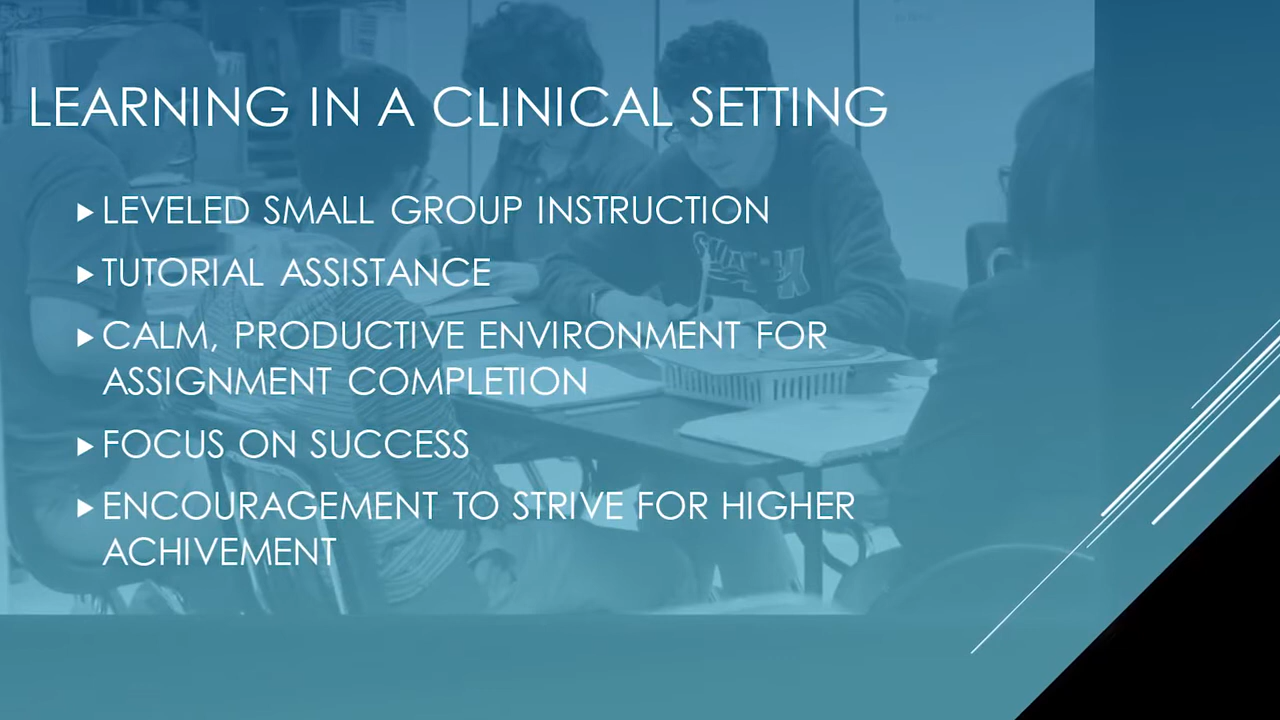 LEARNING IN A CLINICAL SETTING
LEVELED SMALL GROUP INSTRUCTION
TUTORIAL ASSISTANCE
CALM, PRODUCTIVE ENVIRONMENT FOR
ASSIGNMENT COMPLETION
FOCUS ON SUCCESS
ENCOURAGEMENT TO STRIVE FOR HIGHER
ACHIVEMENT